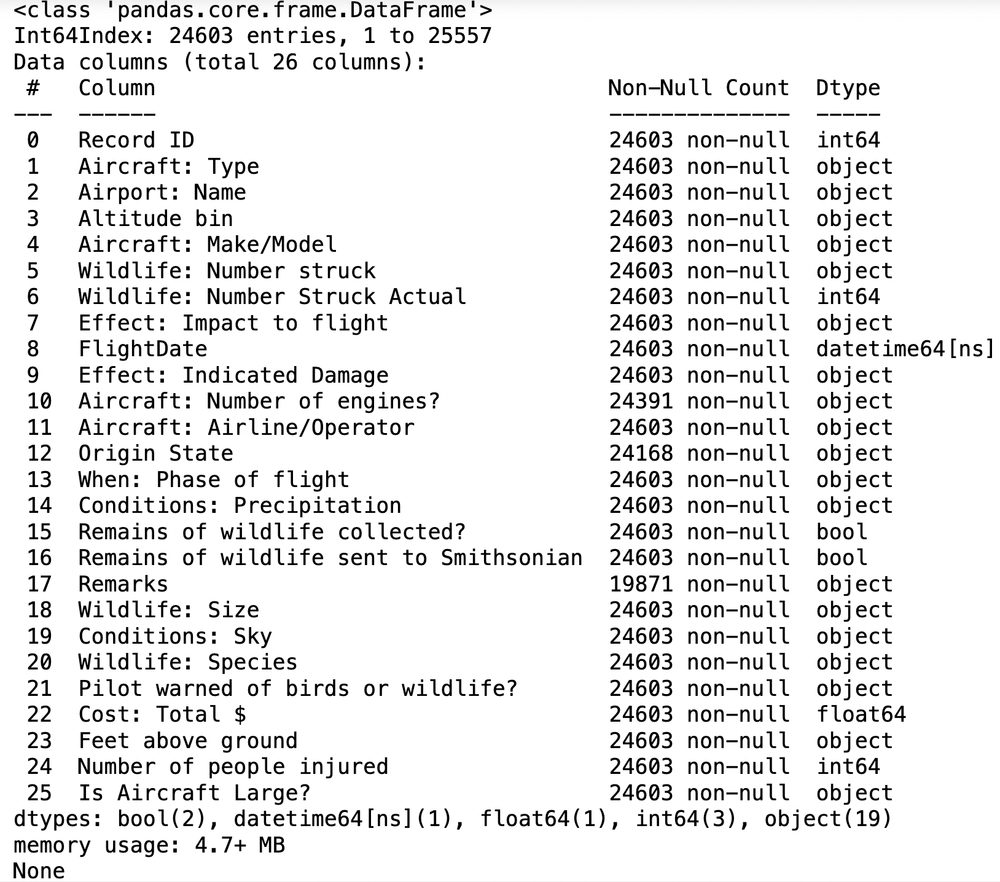 <class 'pandas.core.frame.DataFrame'>
Int64Index: 24603 entries, 1 to 25557
Data columns (total 26 columns):
 #   Column                                   Non-Null Count  Dtype
---  ------                                   --------------  -----
 0   Record ID                                24603 non-null  int64
 1   Aircraft: Type                           24603 non-null  object
 2   Airport: Name                            24603 non-null  object
 3   Altitude bin                             24603 non-null  object
 4   Aircraft: Make/Model                     24603 non-null  object
 5   Wildlife: Number struck                  24603 non-null  object
 6   Wildlife: Number Struck Actual           24603 non-null  int64
 7   Effect: Impact to flight                 24603 non-null  object
 8   FlightDate                               24603 non-null  datetime64[ns]
 9   Effect: Indicated Damage                 24603 non-null  object
 10  Aircraft: Number of engines?             24391 non-null  object
 11  Aircraft: Airline/Operator               24603 non-null  object
 12  Origin State                             24168 non-null  object
 13  When: Phase of flight                    24603 non-null  object
 14  Conditions: Precipitation                24603 non-null  object
 15  Remains of wildlife collected?           24603 non-null  bool
 16  Remains of wildlife sent to Smithsonian  24603 non-null  bool
 17  Remarks                                  19871 non-null  object
 18  Wildlife: Size                           24603 non-null  object
 19  Conditions: Sky                          24603 non-null  object
 20  Wildlife: Species                        24603 non-null  object
 21  Pilot warned of birds or wildlife?       24603 non-null  object
 22  Cost: Total $                            24603 non-null  float64
 23  Feet above ground                        24603 non-null  object
 24  Number of people injured                 24603 non-null  int64
 25  Is Aircraft Large?                       24603 non-null  object
dtypes: bool(2), datetime64[ns](1), float64(1), int64(3), object(19)
memory usage: 4.7+ MB
None